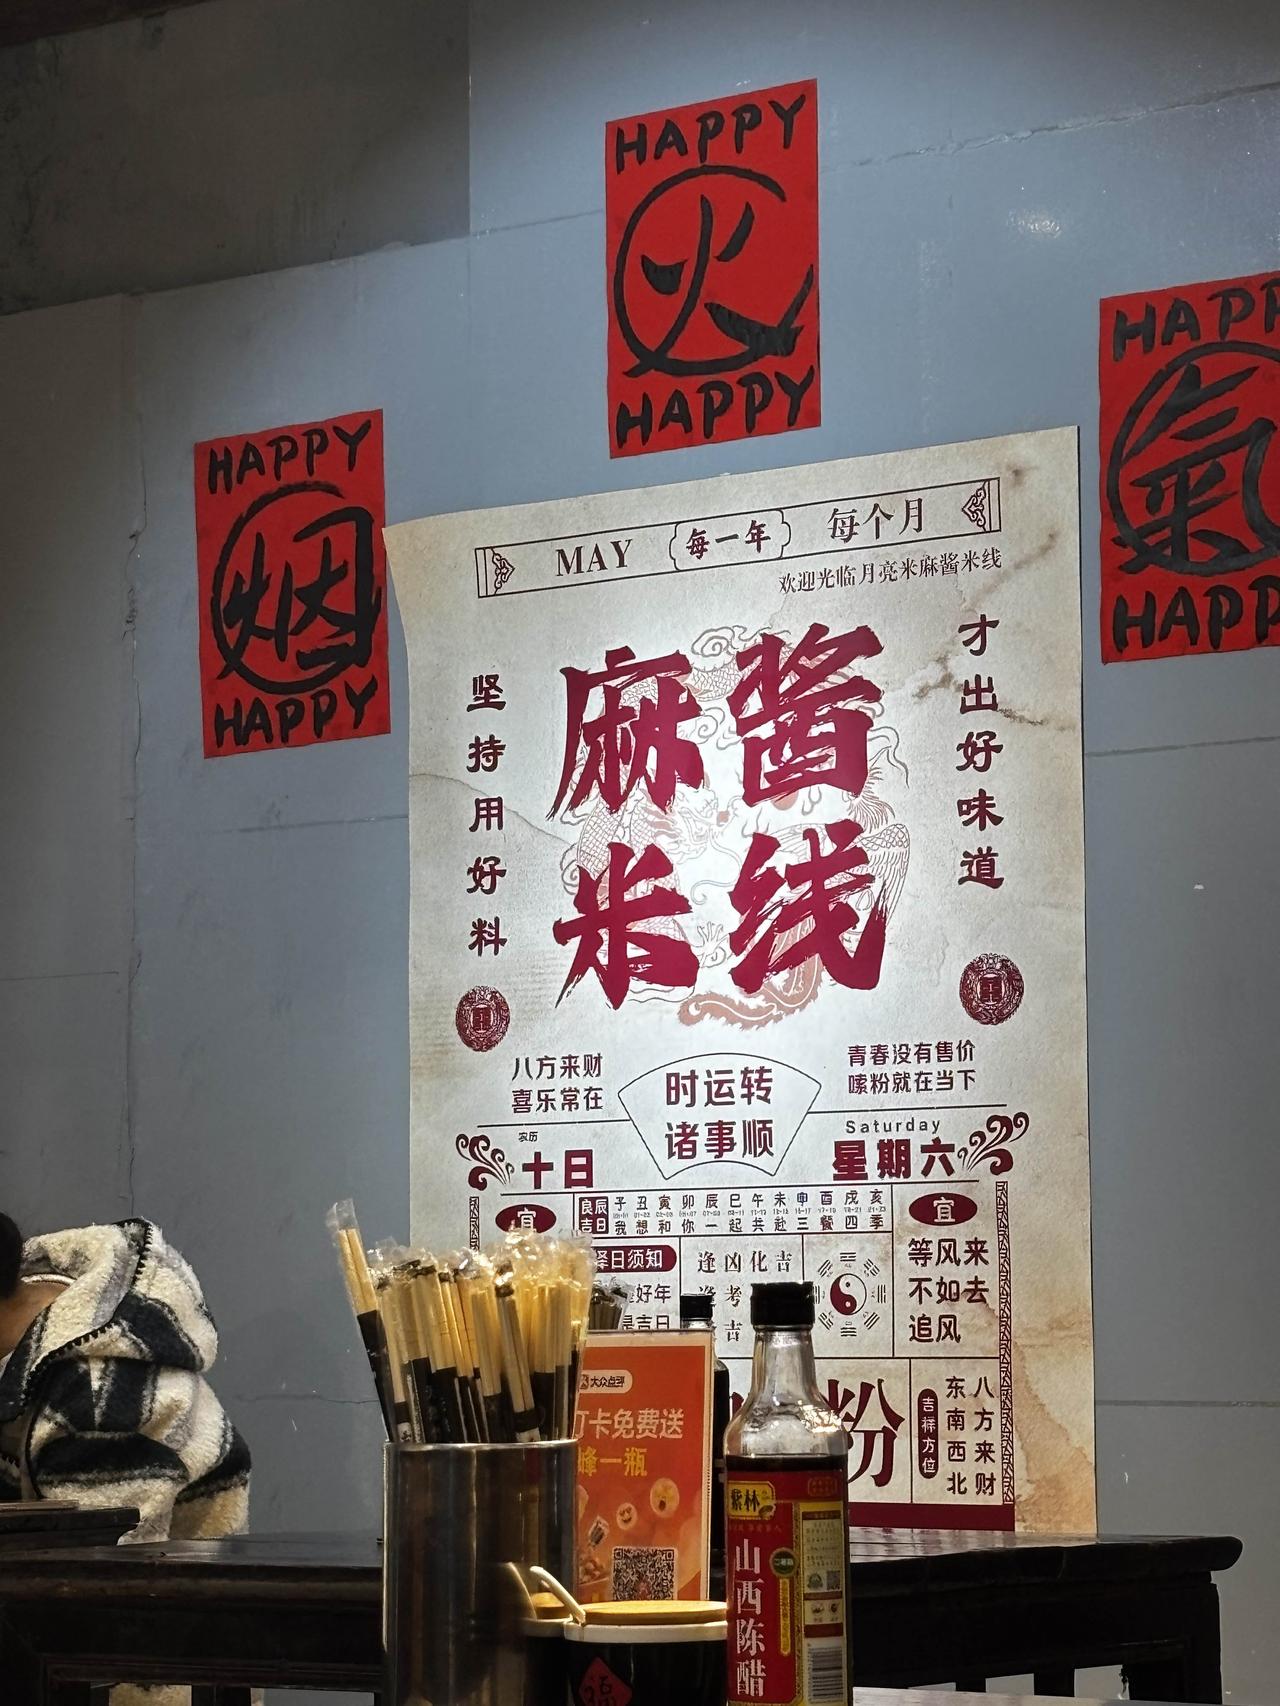 HAPPY
火
HAPPY
HAPPY
烟
HAPPY
HAPP
氣
HAPP
MAY
每一年
每个月
欢迎光临月亮米麻酱米线
麻酱
米线
坚持用好料
才出好味道
八方来财
喜乐常在
时运转
诸事顺
青春没有售价
嗦粉就在当下
农历
十日
Saturday
星期六
宜
良辰
吉日
子丑寅卯辰巳午未申酉戌亥
我想和你一起共赴三餐四季
宜
择日须知
好年
是吉日
逢凶化吉
逢考
吉
等风来
不如去
追风
粉
吉祥方位
东南西北
八方来财
大众点评
打卡免费送
蜂一瓶
紫林
山西陈醋
福